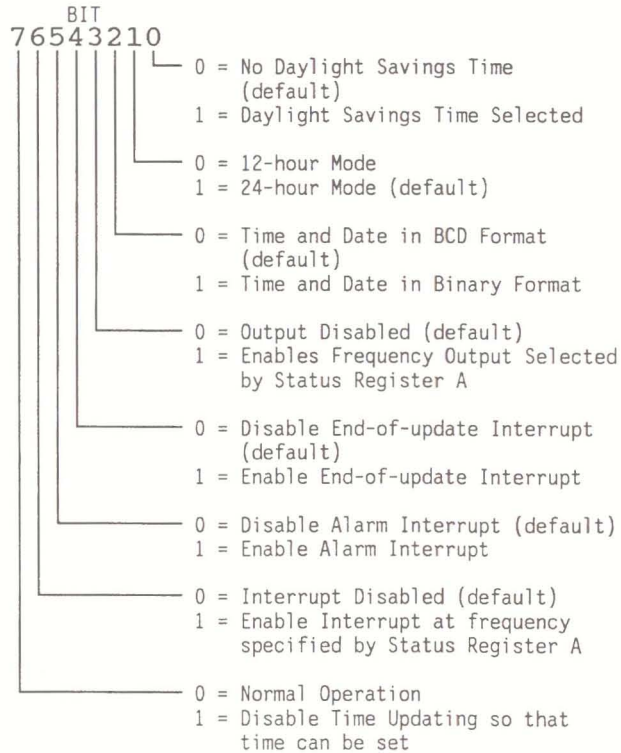 BIT
76543210
0 = No Daylight Savings Time
(default)
1 = Daylight Savings Time Selected
0 = 12-hour Mode
1 = 24-hour Mode (default)
0 = Time and Date in BCD Format
(default)
1 = Time and Date in Binary Format
0 = Output Disabled (default)
1 = Enables Frequency Output Selected
by Status Register A
0 = Disable End-of-update Interrupt
(default)
1 = Enable End-of-update Interrupt
0 = Disable Alarm Interrupt (default)
1 = Enable Alarm Interrupt
0 = Interrupt Disabled (default)
1 = Enable Interrupt at frequency
specified by Status Register A
0 = Normal Operation
1 = Disable Time Updating so that
time can be set